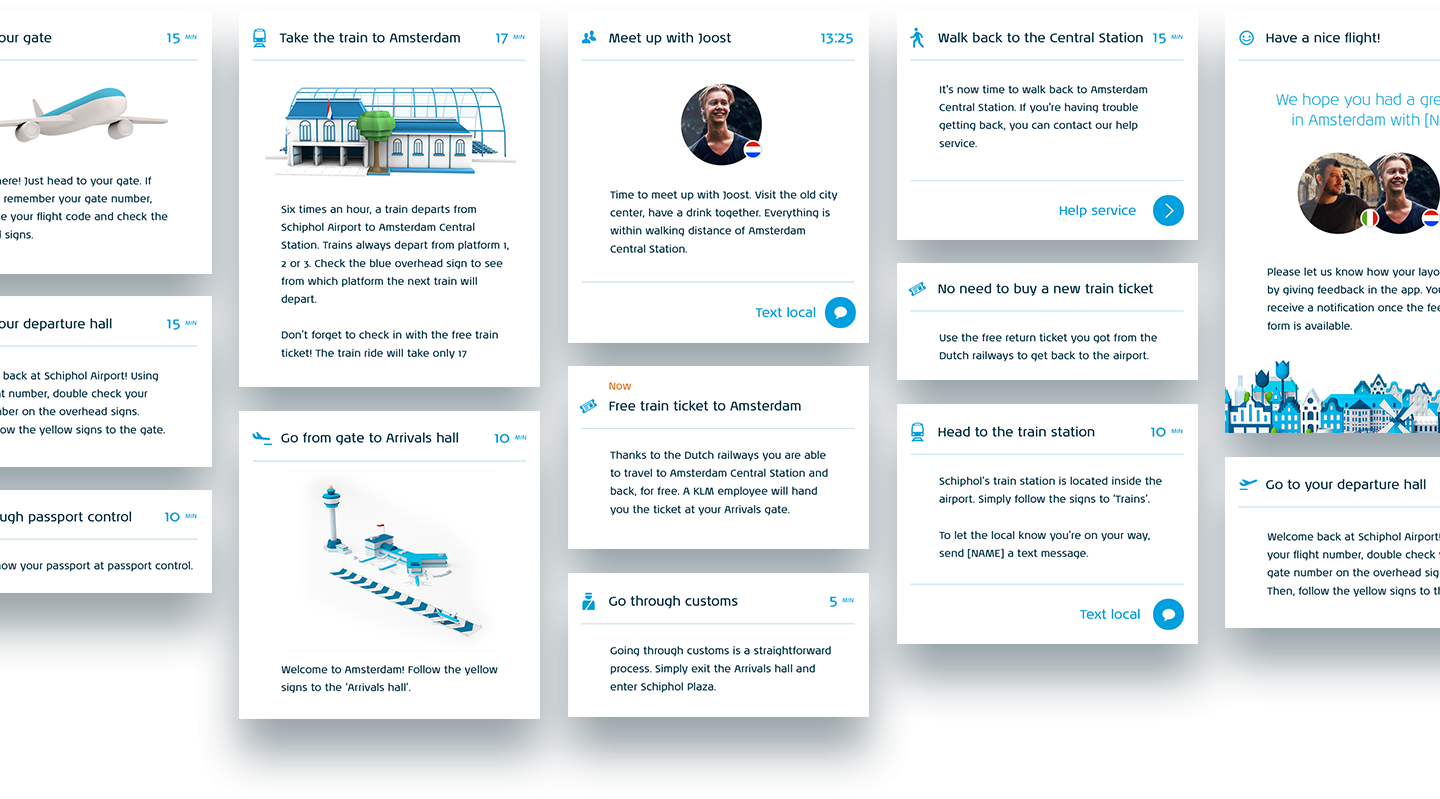 our gate
15 MIN
here! Just head to your gate. If
remember your gate number,
your flight code and check the
signs.
our departure hall
15 MIN
back at Schiphol Airport! Using
number, double check your
on the overhead signs.
the yellow signs to the gate.
passport control
10 MIN
your passport at passport control.
Take the train to Amsterdam
17 MIN
Six times an hour, a train departs from
Schiphol Airport to Amsterdam Central
Station. Trains always depart from platform 1,
2 or 3. Check the blue overhead sign to see
from which platform the next train will
depart.
Don't forget to check in with the free train
ticket! The train ride will take only 17
Go from gate to Arrivals hall
10 MIN
Welcome to Amsterdam! Follow the yellow
signs to the 'Arrivals hall'.
Meet up with Joost
13:25
Time to meet up with Joost. Visit the old city
center, have a drink together. Everything is
within walking distance of Amsterdam
Central Station.
Text local
Now
Free train ticket to Amsterdam
Thanks to the Dutch railways you are able
to travel to Amsterdam Central Station and
back, for free. A KLM employee will hand
you the ticket at your Arrivals gate.
Go through customs
5 MIN
Going through customs is a straightforward
process. Simply exit the Arrivals hall and
enter Schiphol Plaza.
Walk back to the Central Station
15 MIN
It's now time to walk back to Amsterdam
Central Station. If you're having trouble
getting back, you can contact our help
service.
Help service
No need to buy a new train ticket
Use the free return ticket you got from the
Dutch railways to get back to the airport.
Head to the train station
10 MIN
Schiphol's train station is located inside the
airport. Simply follow the signs to 'Trains'.
To let the local know you're on your way,
send [NAME] a text message.
Text local
Have a nice flight!
We hope you had a
in Amsterdam with
Please let us know how your
by giving feedback in the app.
receive a notification once the
form is available.
Go to your departure hall
Welcome back at Schiphol Airport!
your flight number, double check
gate number on the overhead
Then, follow the yellow signs to